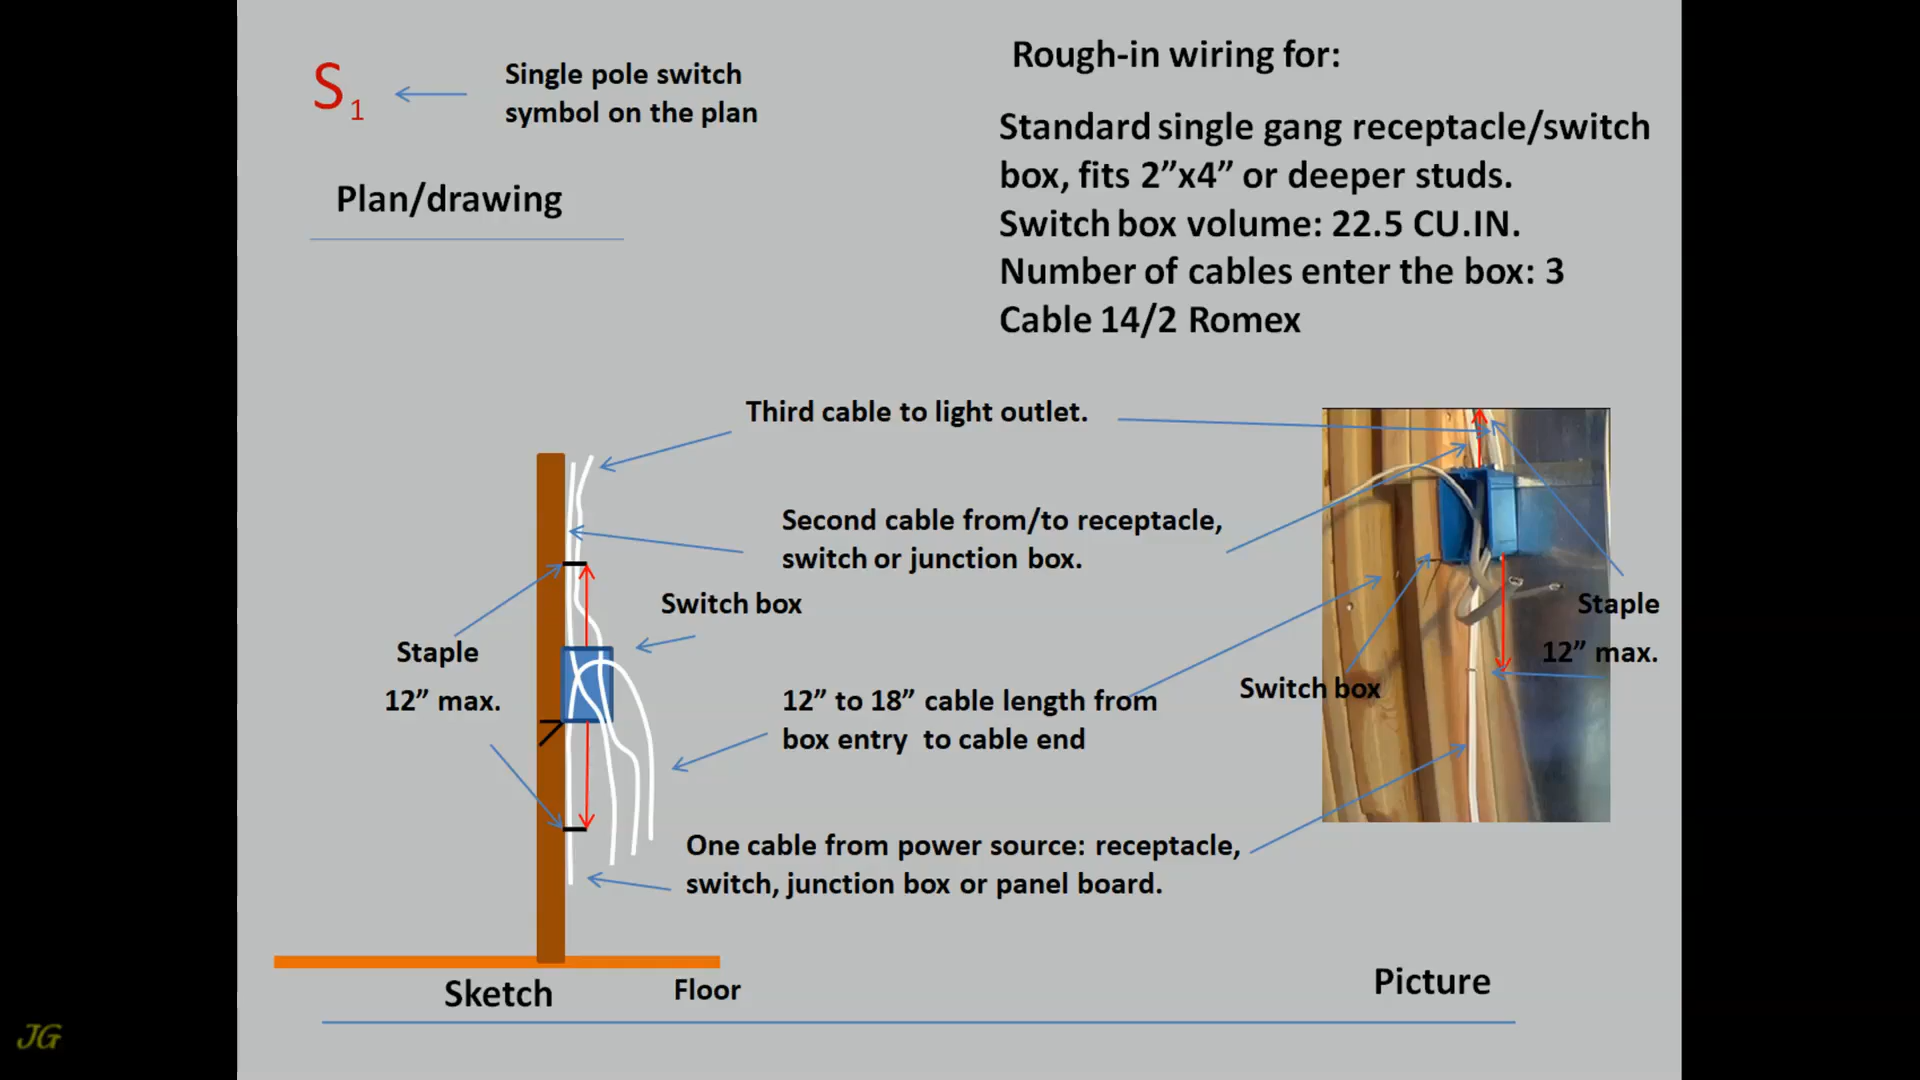 S1
Single pole switch
symbol on the plan
Plan/drawing
Rough-in wiring for:
Standard single gang receptacle/switch
box, fits 2”x4” or deeper studs.
Switch box volume: 22.5 CU.IN.
Number of cables enter the box: 3
Cable 14/2 Romex
Third cable to light outlet.
Second cable from/to receptacle,
switch or junction box.
Switch box
Staple
12” max.
12” to 18” cable length from
box entry to cable end
One cable from power source: receptacle,
switch, junction box or panel board.
Staple
12” max.
Switch box
Sketch
Floor
Picture
JG